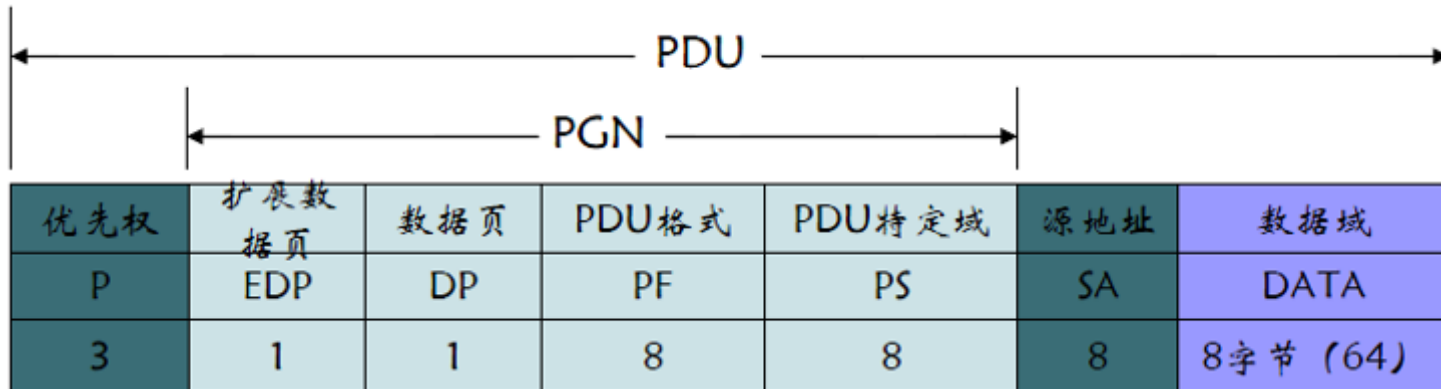 PDU
PGN
优先权 扩展数据页 数据页 PDU格式 PDU特定域 源地址 数据域
P EDP DP PF PS SA DATA
3 1 1 8 8 8 8字节（64）